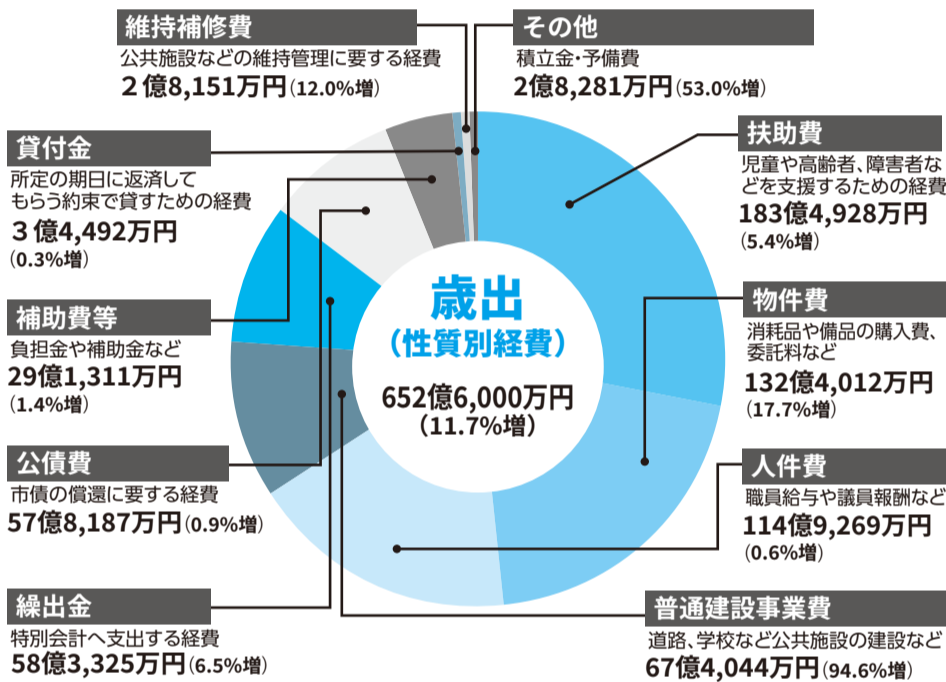 維持補修費
公共施設などの維持管理に要する経費
2億8,151万円(12.0%増)
その他
積立金・予備費
2億8,281万円(53.0%増)
貸付金
所定の期日に返済して
もらう約束で貸すための経費
3億4,492万円
(0.3%増)
扶助費
児童や高齢者、障害者な
どを支援するための経費
183億4,928万円
(5.4%増)
補助費等
負担金や補助金など
29億1,311万円
(1.4%増)
歳出
(性質別経費)
652億6,000万円
(11.7%増)
物件費
消耗品や備品の購入費、
委託料など
132億4,012万円
(17.7%増)
公債費
市債の償還に要する経費
57億8,187万円(0.9%増)
人件費
職員給与や議員報酬など
114億9,269万円
(0.6%増)
繰出金
特別会計へ支出する経費
58億3,325万円(6.5%増)
普通建設事業費
道路、学校など公共施設の建設など
67億4,044万円(94.6%増)